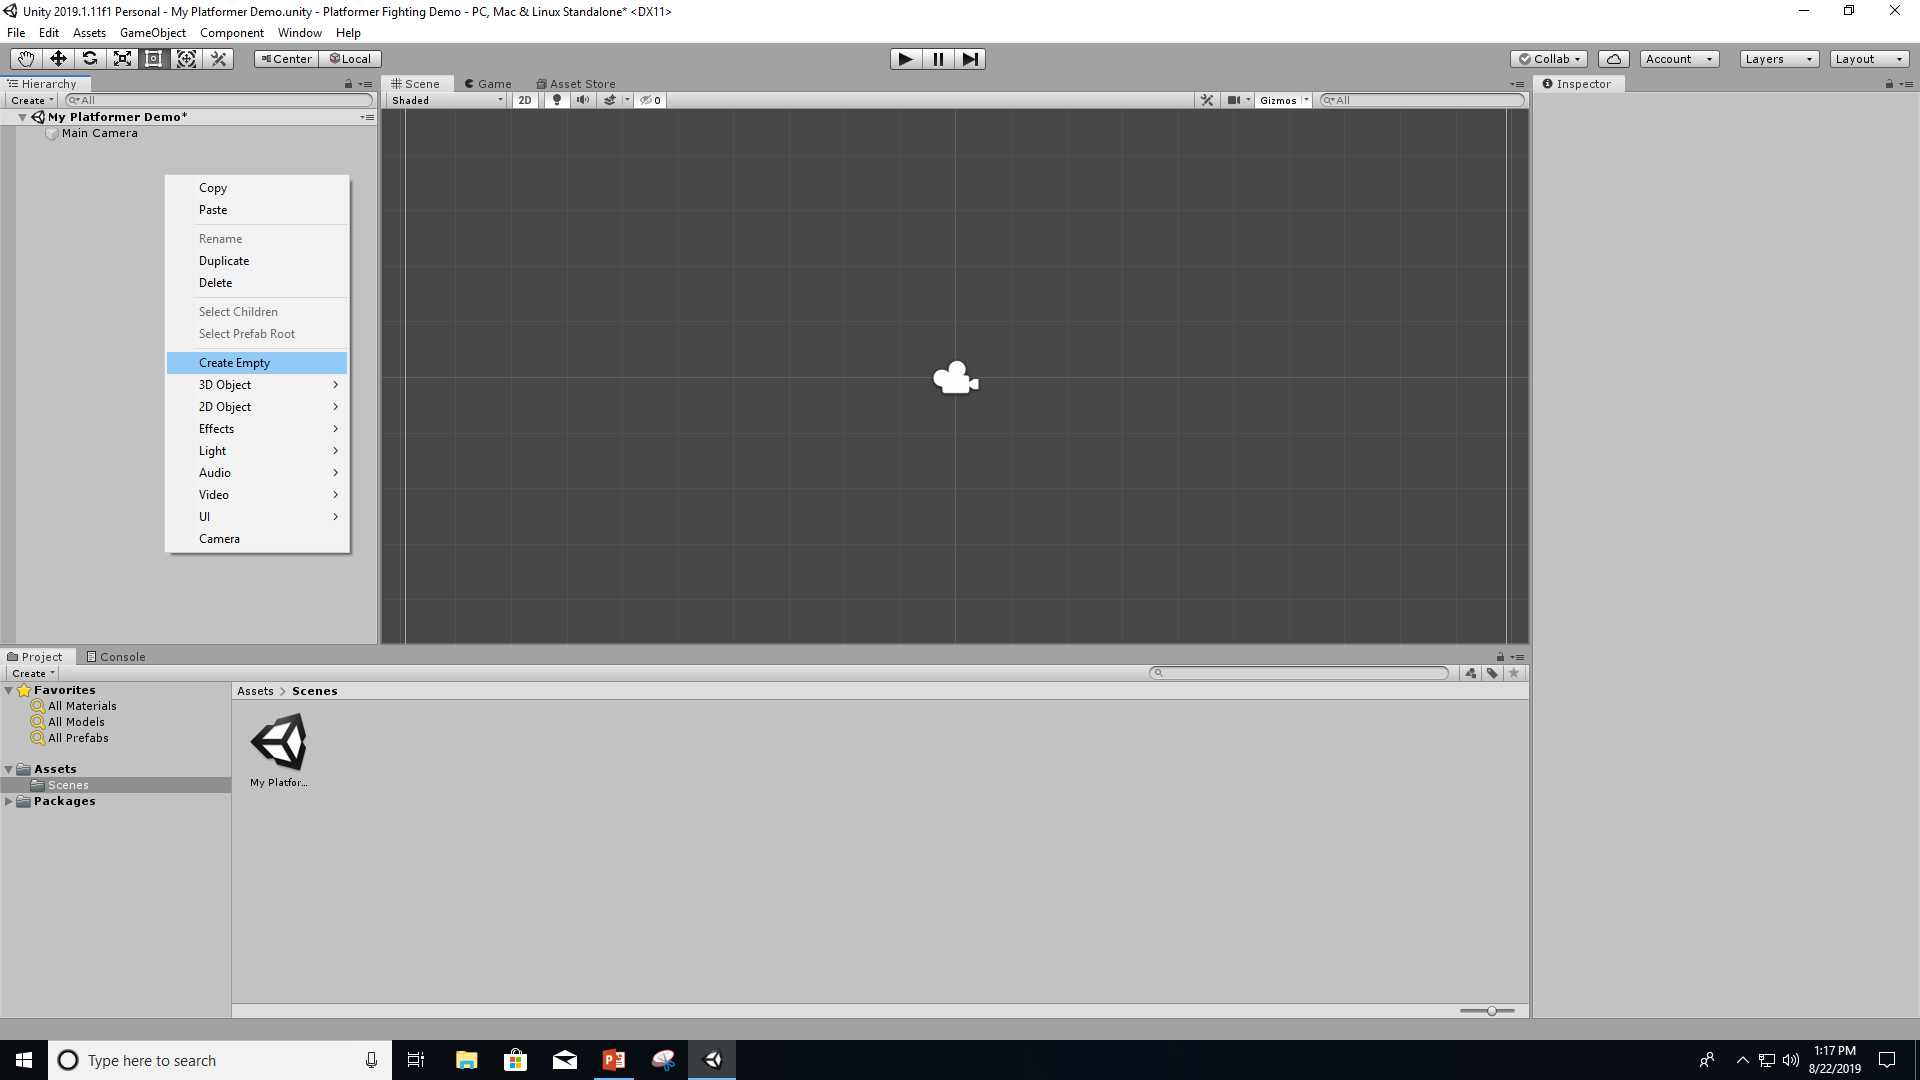 Unity 2019.1.11f1 Personal - My Platformer Demo.unity - Platformer Fighting Demo - PC, Mac & Linux Standalone* <DX11>
File Edit Assets GameObject Component Window Help
Center Local Collab Account Layers Layout
Hierarchy Scene Game Asset Store Inspector
Create All Shaded 2D 0 Gizmos All
My Platformer Demo*
Main Camera
Copy
Paste
Rename
Duplicate
Delete
Select Children
Select Prefab Root
Create Empty
3D Object
2D Object
Effects
Light
Audio
Video
UI
Camera
Project Console
Create
Favorites
All Materials
All Models
All Prefabs
Assets
Scenes
Packages
Assets > Scenes
My Platfor...
Type here to search
1:17 PM
8/22/2019